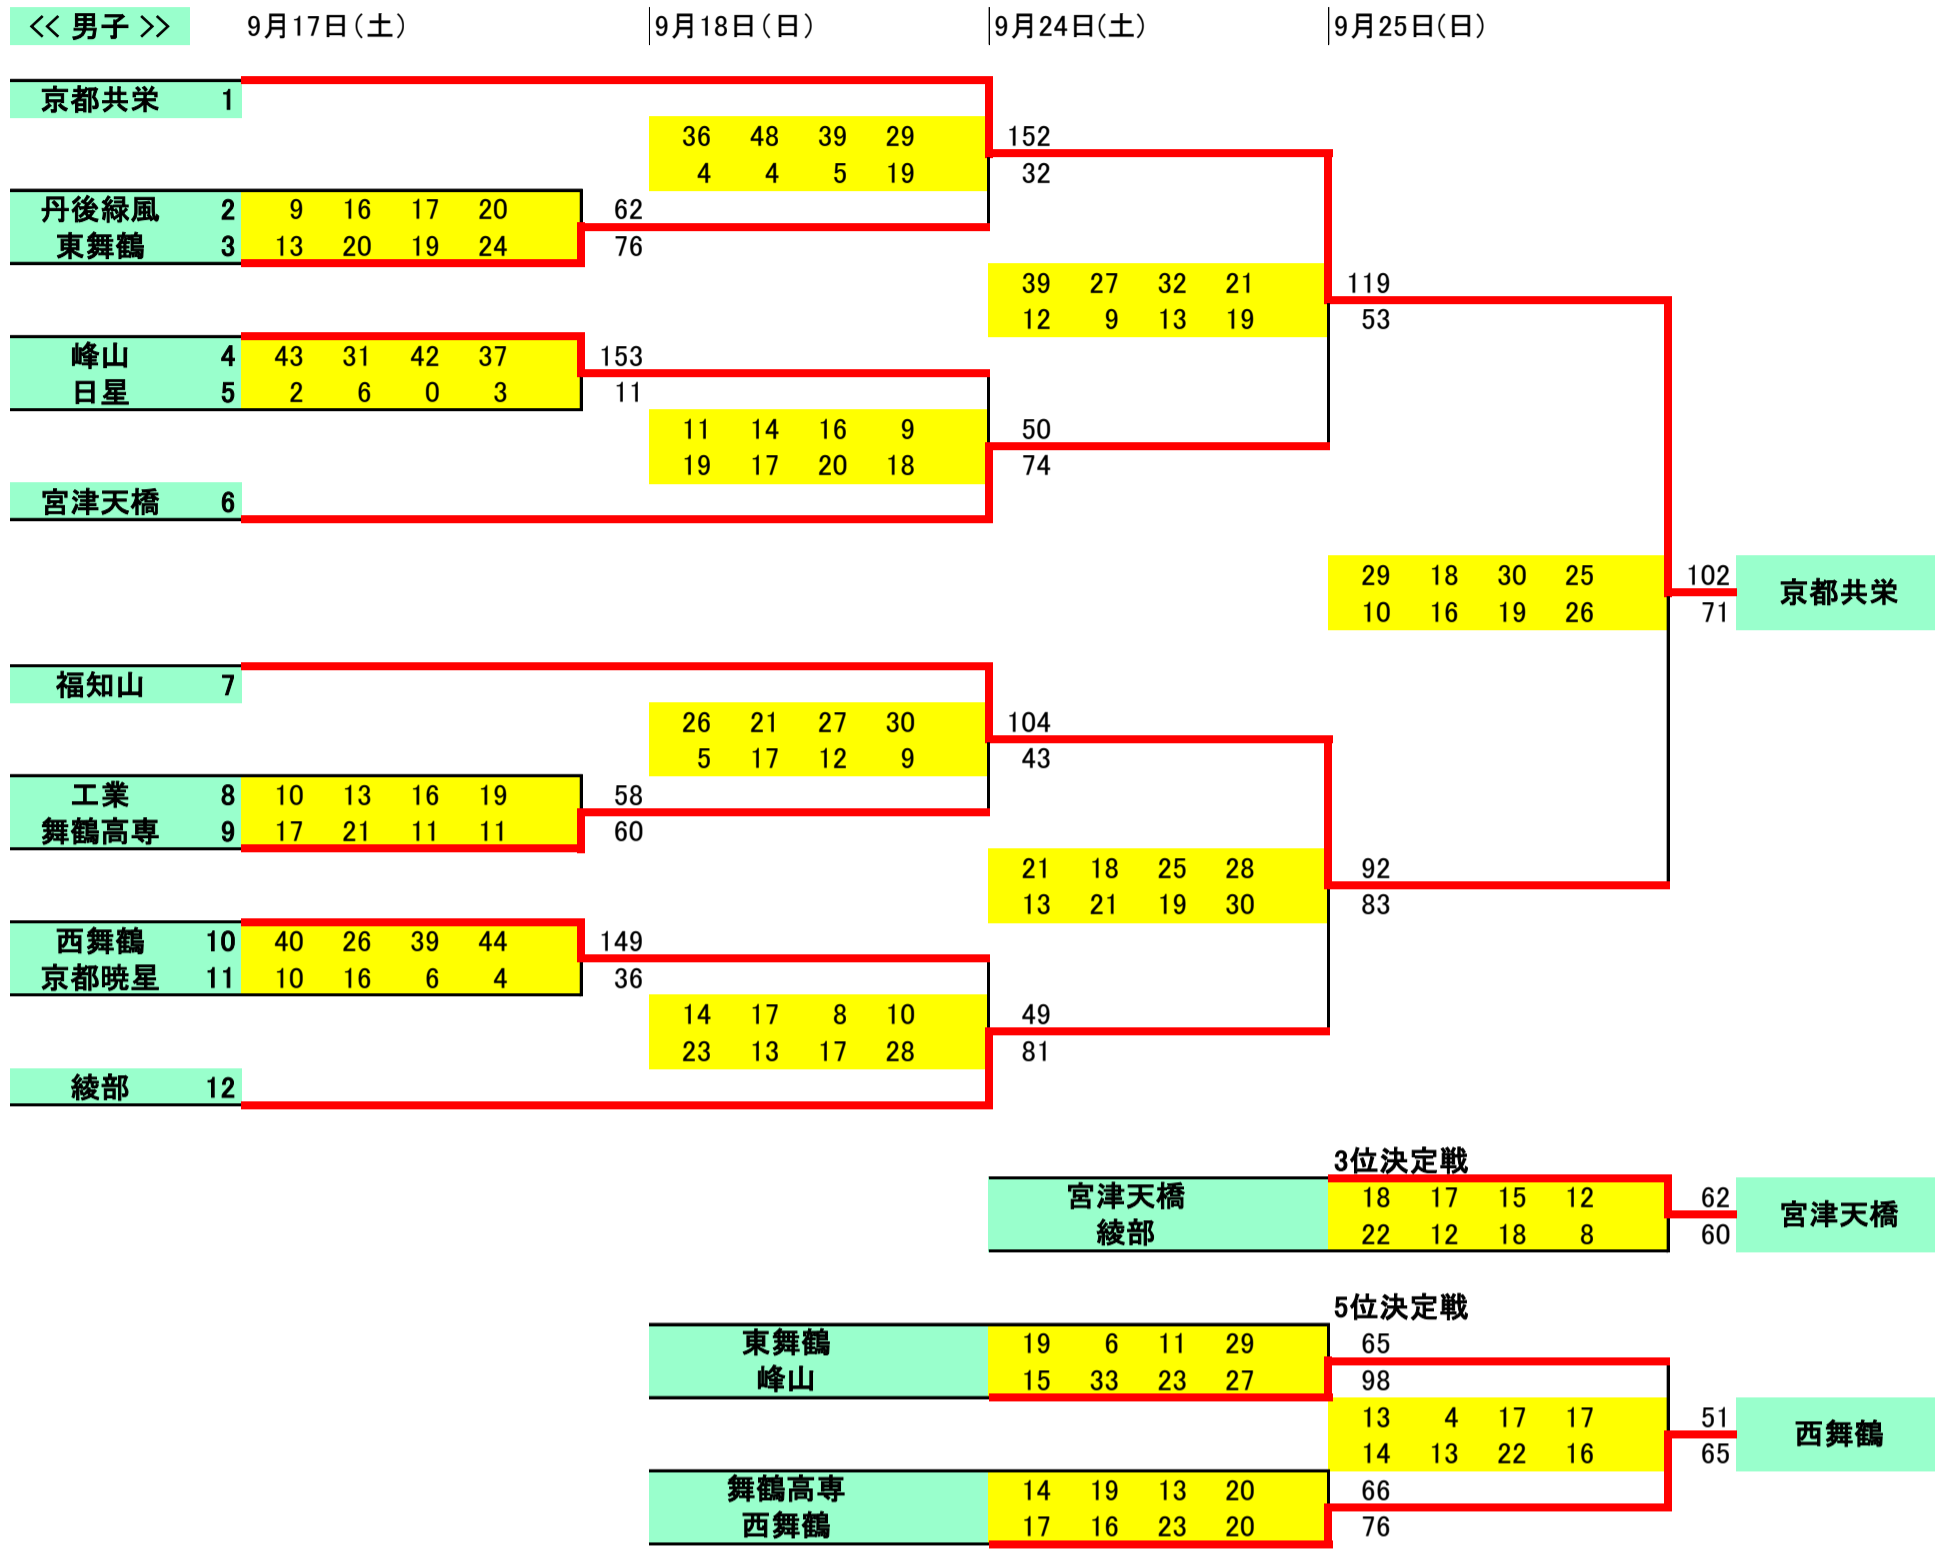 << 男子 >> 9月17日(土) 9月18日(日) 9月24日(土) 9月25日(日)
京都共栄 1
36 48 39 29 152
4 4 5 19 32
丹後緑風 2 9 16 17 20 62
東舞鶴 3 13 20 19 24 76
39 27 32 21 119
12 9 13 19 53
峰山 4 43 31 42 37 153
日星 5 2 6 0 3 11
11 14 16 9 50
19 17 20 18 74
宮津天橋 6
29 18 30 25 102 京都共栄
10 16 19 26 71
福知山 7
26 21 27 30 104
5 17 12 9 43
工業 8 10 13 16 19 58
舞鶴高専 9 17 21 11 11 60
21 18 25 28 92
13 21 19 30 83
西舞鶴 10 40 26 39 44 149
京都暁星 11 10 16 6 4 36
14 17 8 10 49
23 13 17 28 81
綾部 12
3位決定戦
宮津天橋 18 17 15 12 62 宮津天橋
綾部 22 12 18 8 60
5位決定戦
東舞鶴 19 6 11 29 65
峰山 15 33 23 27 98
13 4 17 17 51 西舞鶴
14 13 22 16 65
舞鶴高専 14 19 13 20 66
西舞鶴 17 16 23 20 76